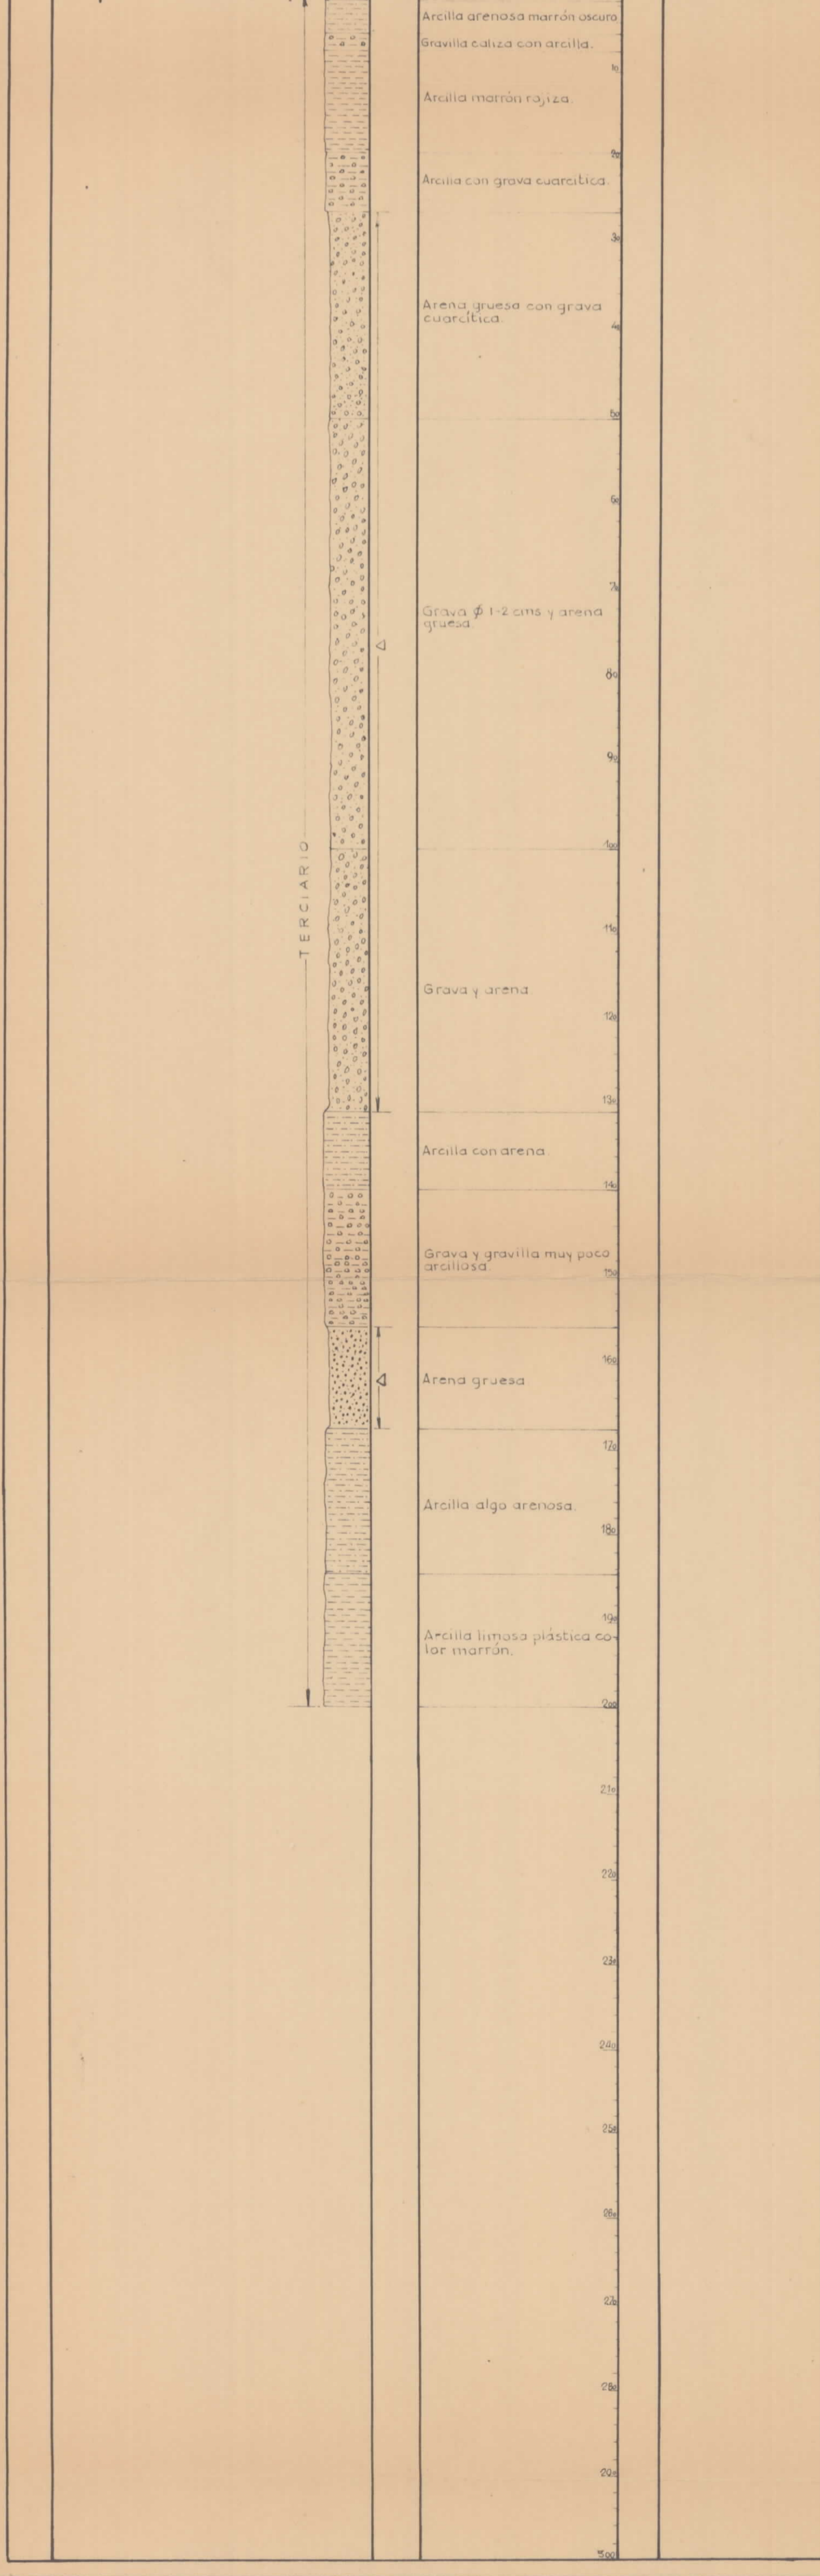 Arcilla arenosa marrón oscuro
Gravilla caliza con arcilla.
10
Arcilla marrón rojiza.
20
Arcilla con grava cuarcítica.
30
Arena gruesa con grava
cuarcítica.
40
50
60
70
Grava ϕ 1-2 cms y arena
gruesa.
80
90
100
TERCIARIO
110
Grava y arena
120
130
Arcilla con arena
140
Grava y gravilla muy poco
arcillosa
150
160
Arena gruesa
170
Arcilla algo arenosa.
180
190
Arcilla limosa plástica co-
lor marrón.
200
210
220
230
240
250
260
270
280
290
300